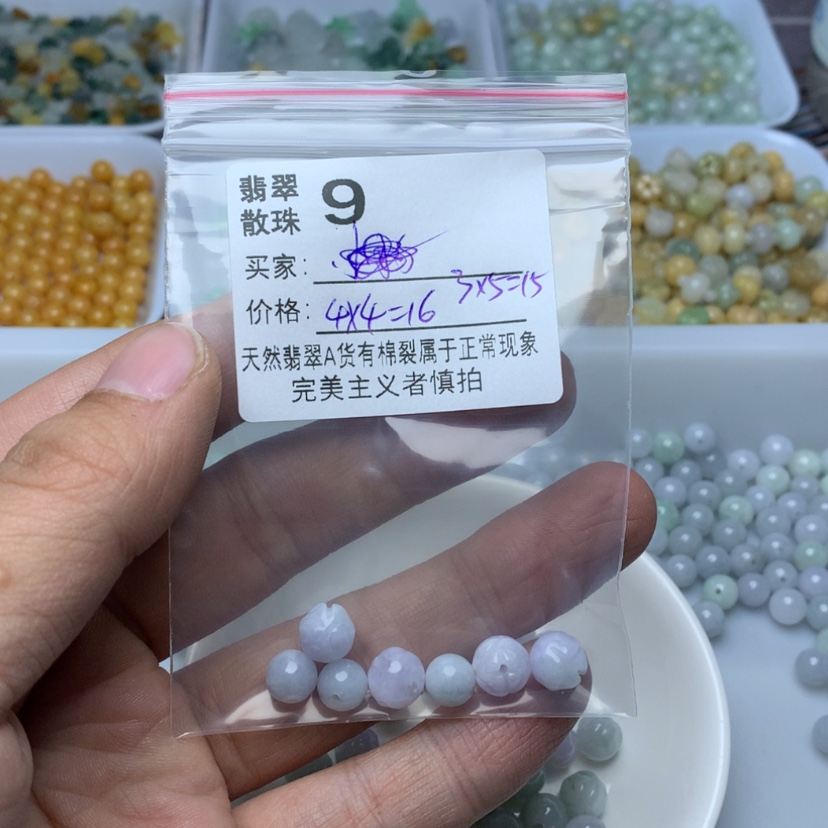 翡翠 9
散珠
买家:
价格: 4x4=16 3x5=15
天然翡翠A货有棉裂属于正常现象
完美主义者慎拍